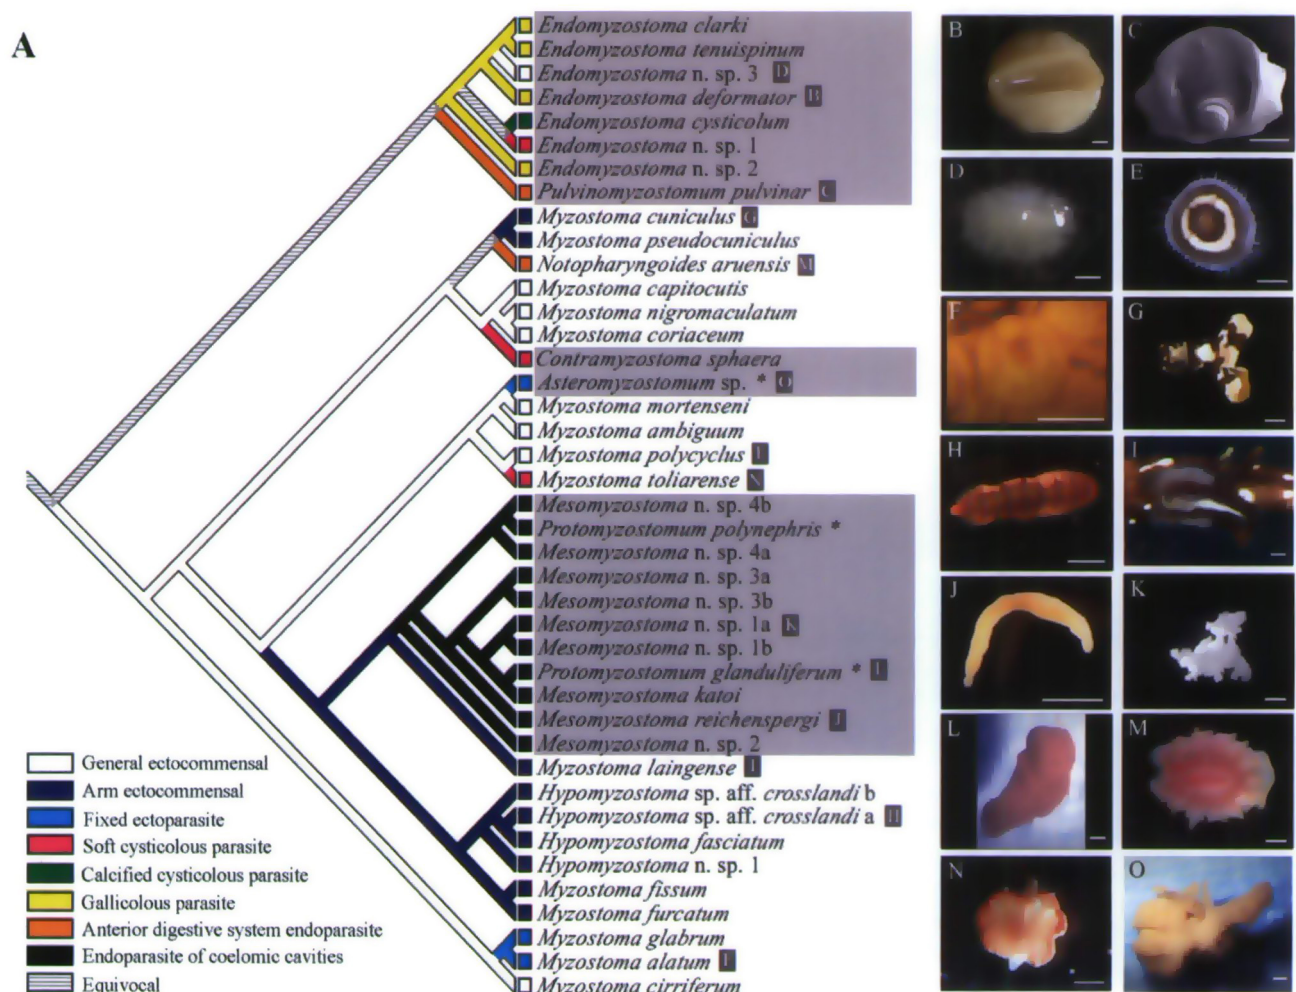 A
Endomyzostoma clarki
Endomyzostoma tenuispinum
Endomyzostoma n. sp. 3 D
Endomyzostoma deformator B
Endomyzostoma cysticolum
Endomyzostoma n. sp. 1
Endomyzostoma n. sp. 2
Pulvinomyzostomum pulvinar C
Myzostoma cuniculus G
Myzostoma pseudocuniculus
Notopharyngoides aruensis M
Myzostoma capitocutis
Myzostoma nigromaculatum
Myzostoma coriaceum
Contramyzostoma sphaera
Asteromyzostomum sp. * O
Myzostoma mortenseni
Myzostoma ambiguum
Myzostoma polycyclus
Myzostoma toliarense N
Mesomyzostoma n. sp. 4b
Protomyzostomum polynephris *
Mesomyzostoma n. sp. 4a
Mesomyzostoma n. sp. 3a
Mesomyzostoma n. sp. 3b
Mesomyzostoma n. sp. 1a K
Mesomyzostoma n. sp. 1b
Protomyzostomum glanduliferum *
Mesomyzostoma katoi
Mesomyzostoma reichenspergi J
Mesomyzostoma n. sp. 2
Myzostoma laingense I
Hypomyzostoma sp. aff. crosslandi b
Hypomyzostoma sp. aff. crosslandi a H
Hypomyzostoma fasciatum
Hypomyzostoma n. sp. 1
Myzostoma fissum
Myzostoma furcatum
Myzostoma glabrum
Myzostoma alatum
Myzostoma cirriferum
General ectocommensal
Arm ectocommensal
Fixed ectoparasite
Soft cysticolous parasite
Calcified cysticolous parasite
Gallicolous parasite
Anterior digestive system endoparasite
Endoparasite of coelomic cavities
Equivocal
B
C
D
E
F
G
H
I
J
K
L
M
N
O